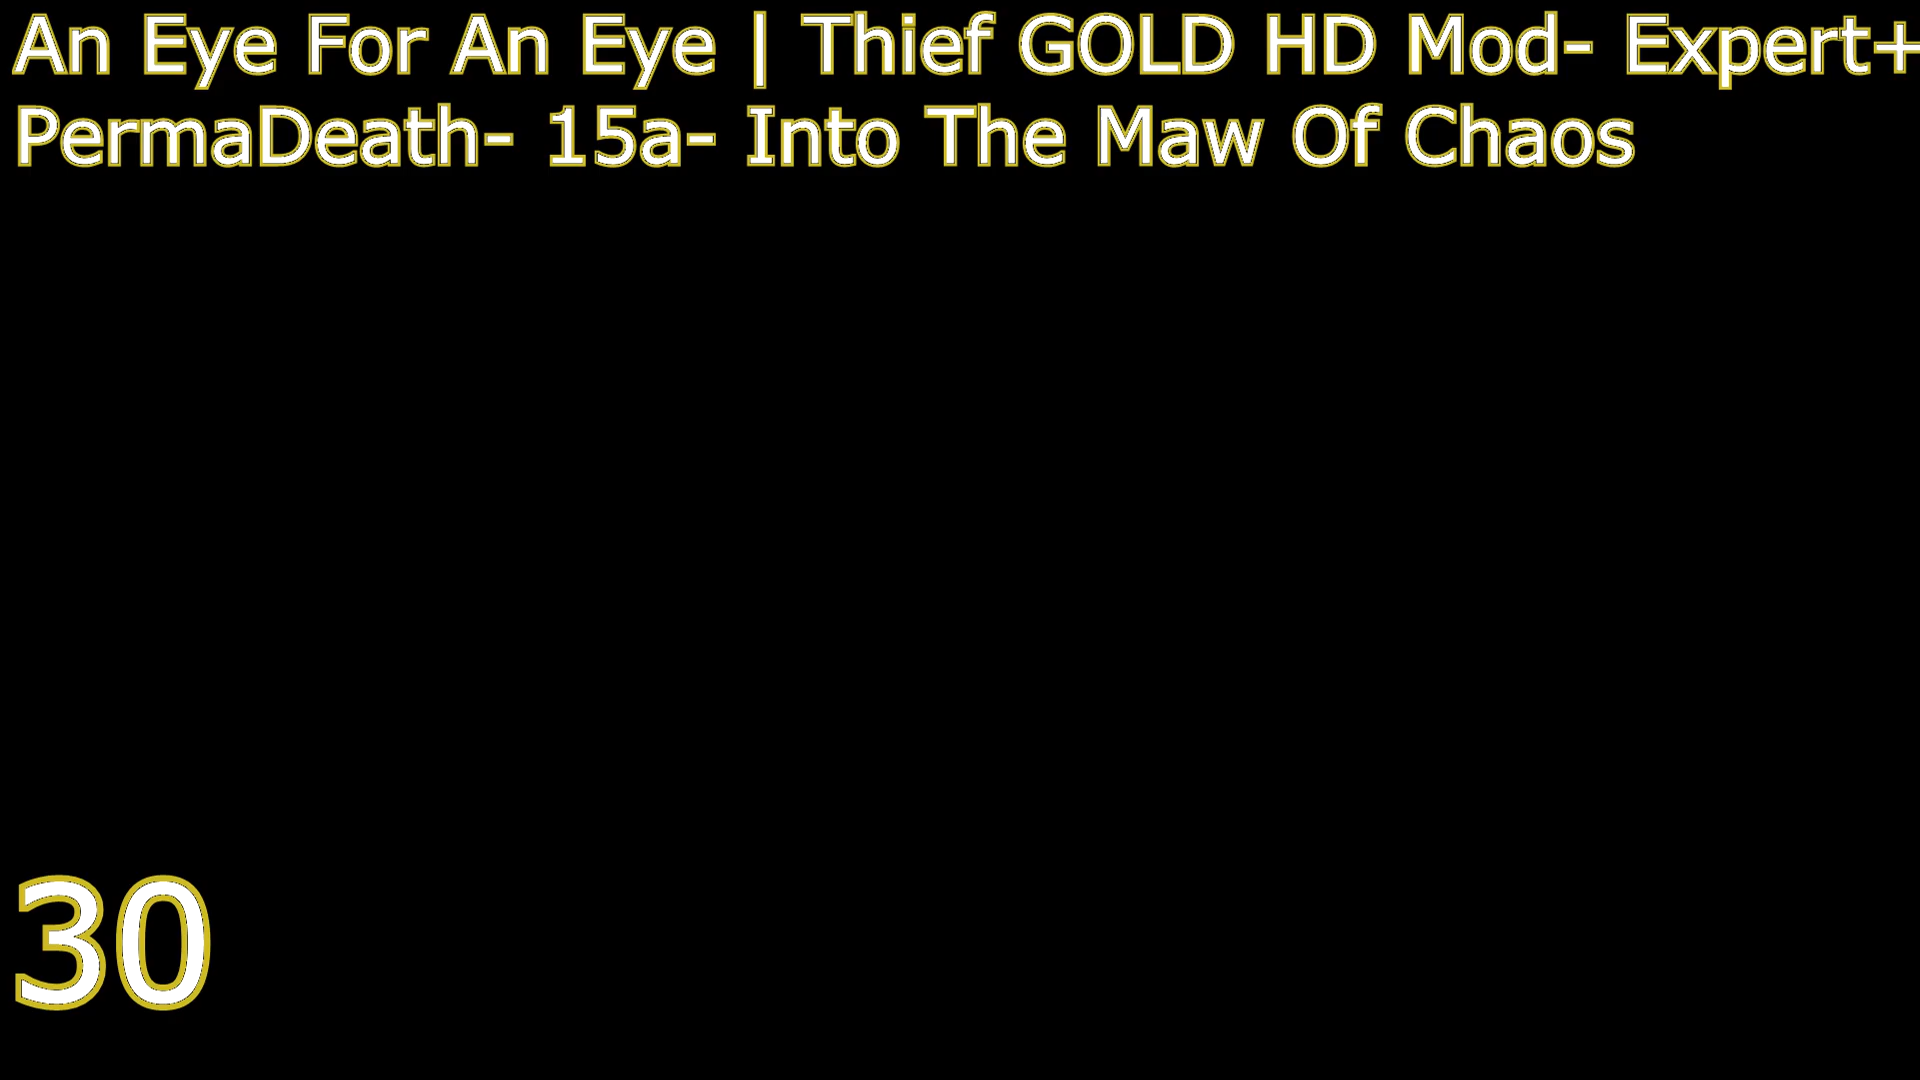 An Eye For An Eye | Thief GOLD HD Mod- Expert+
PermaDeath- 15a- Into The Maw Of Chaos
30